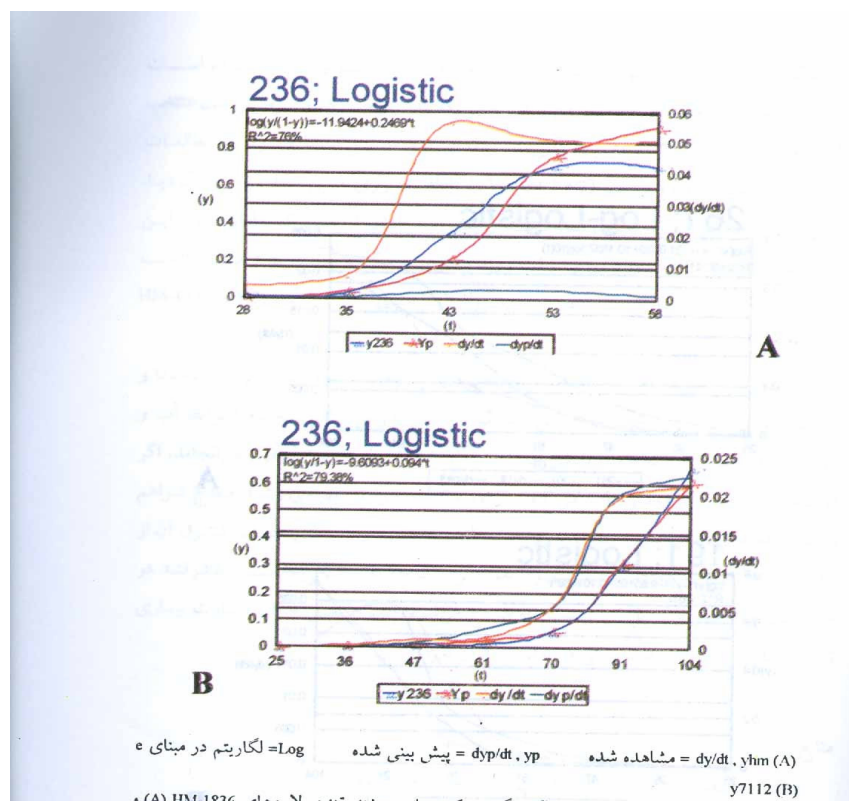 236; Logistic
log(y/(1-y))=-11.9424+0.2469*t
R^2=76%
1
0.8
0.6
0.4
0.2
0
(y)
0.06
0.05
0.04
0.03
0.02
0.01
0
(dy/dt)
28 35 43 53 58
(t)
y236 Yp dy/dt dyp/dt
A
236; Logistic
log(y/1-y)=-9.6093+0.094*t
R^2=79.38%
0.7
0.6
0.5
0.4
0.3
0.2
0.1
0
(y)
0.025
0.02
0.015
0.01
0.005
0
(dy/dt)
25 36 47 61 70 91 104
(t)
y236 Yp dy/dt dyp/dt
B
(A) dy/dt , yhm = مشاهده شده dyp/dt , yp = پیش بینی شده Log= لگاریتم در مبنای e
(B) y7112
HM-1836 (A) و